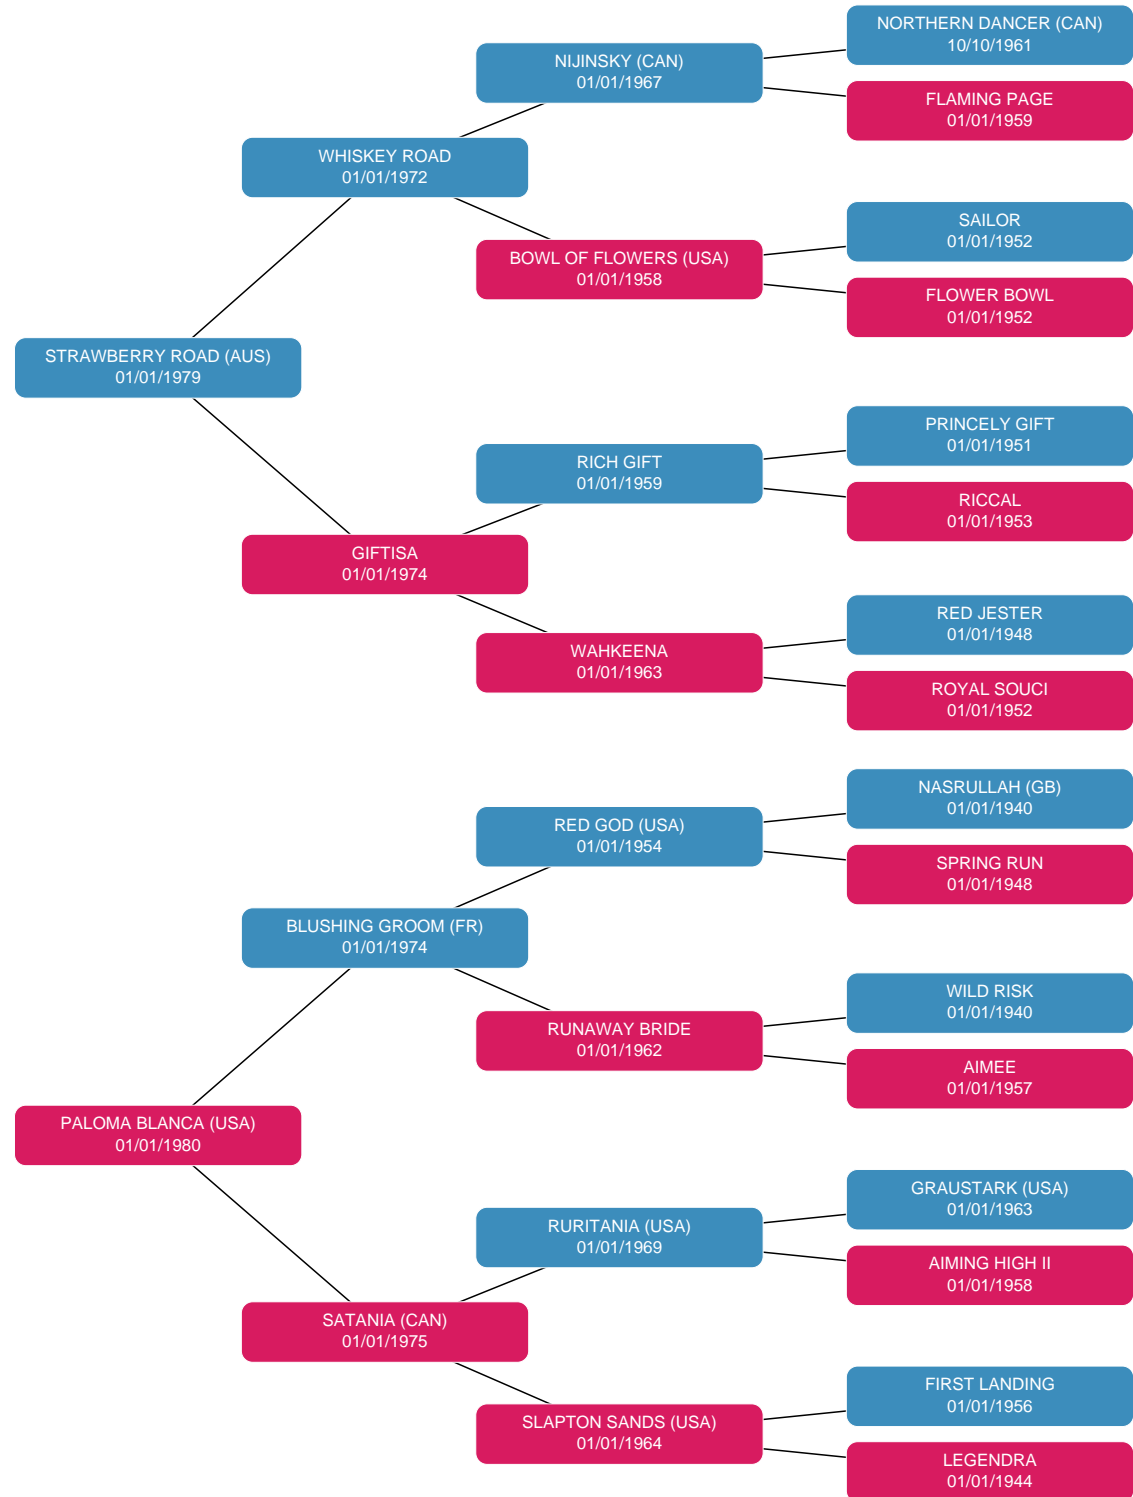 NORTHERN DANCER (CAN)
10/10/1961
NIJINSKY (CAN)
01/01/1967
FLAMING PAGE
01/01/1959
WHISKEY ROAD
01/01/1972
SAILOR
01/01/1952
BOWL OF FLOWERS (USA)
01/01/1958
FLOWER BOWL
01/01/1952
STRAWBERRY ROAD (AUS)
01/01/1979
PRINCELY GIFT
01/01/1951
RICH GIFT
01/01/1959
RICCAL
01/01/1953
GIFTISA
01/01/1974
RED JESTER
01/01/1948
WAHKEENA
01/01/1963
ROYAL SOUCI
01/01/1952
NASRULLAH (GB)
01/01/1940
RED GOD (USA)
01/01/1954
SPRING RUN
01/01/1948
BLUSHING GROOM (FR)
01/01/1974
WILD RISK
01/01/1940
RUNAWAY BRIDE
01/01/1962
AIMEE
01/01/1957
PALOMA BLANCA (USA)
01/01/1980
GRAUSTARK (USA)
01/01/1963
RURITANIA (USA)
01/01/1969
AIMING HIGH II
01/01/1958
SATANIA (CAN)
01/01/1975
FIRST LANDING
01/01/1956
SLAPTON SANDS (USA)
01/01/1964
LEGENDRA
01/01/1944